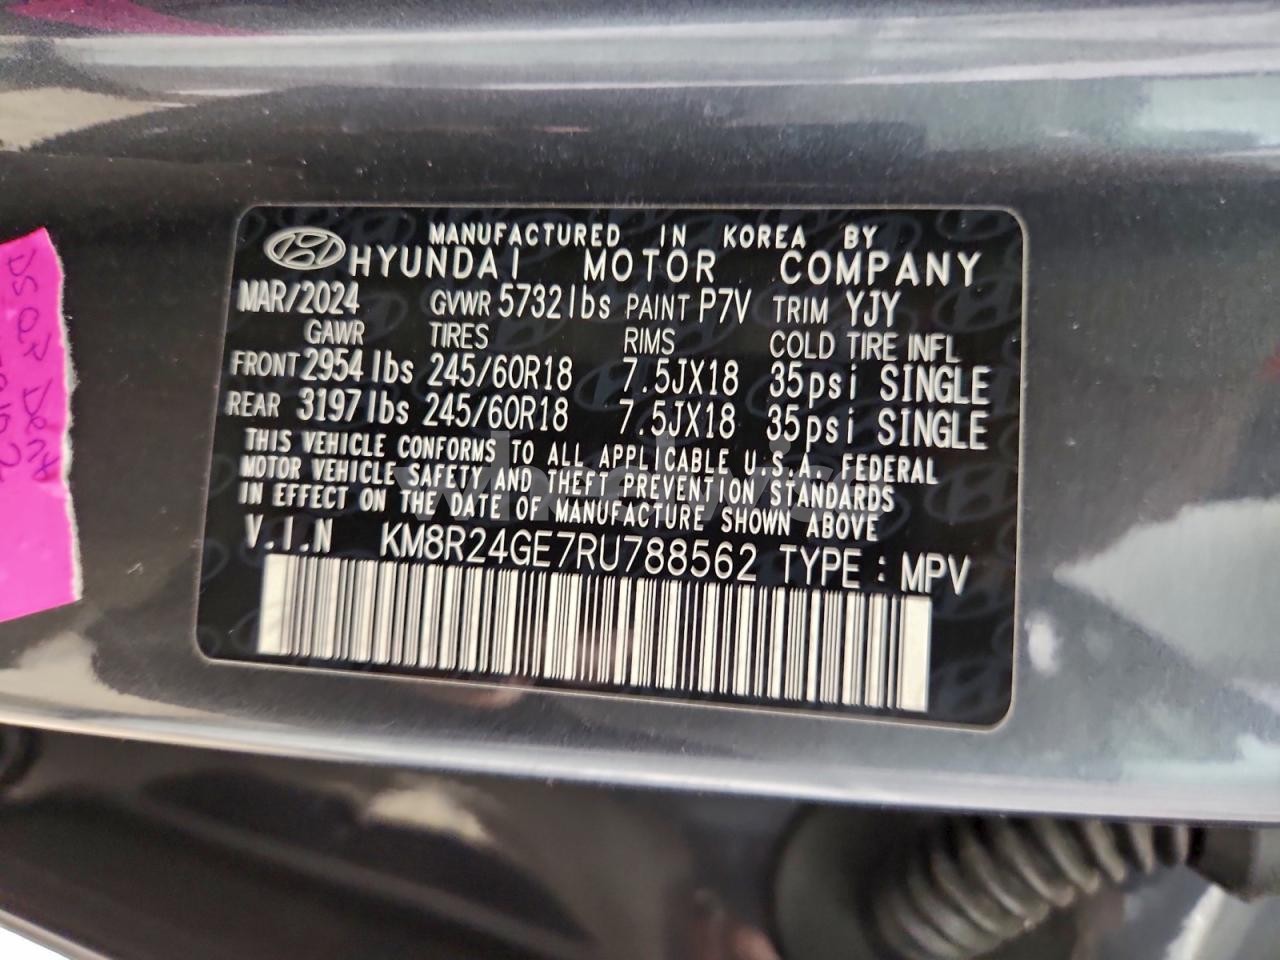 MANUFACTURED IN KOREA BY
HYUNDAI MOTOR COMPANY
MAR/2024 GVWR 5732lbs PAINT P7V TRIM YJY
GAWR TIRES RIMS COLD TIRE INFL
FRONT 2954lbs 245/60R18 7.5JX18 35psi SINGLE
REAR 3197lbs 245/60R18 7.5JX18 35psi SINGLE
THIS VEHICLE CONFORMS TO ALL APPLICABLE U.S.A. FEDERAL
MOTOR VEHICLE SAFETY AND THEFT PREVENTION STANDARDS
IN EFFECT ON THE DATE OF MANUFACTURE SHOWN ABOVE
V.I.N KM8R24GE7RU788562 TYPE : MPV